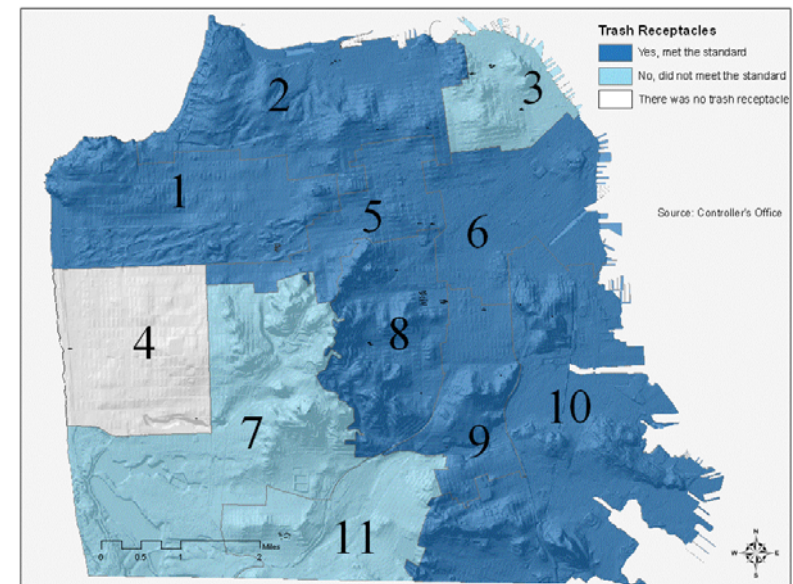 Trash Receptacles
Yes, met the standard
No, did not meet the standard
There was no trash receptacle
2
3
1
5
6
Source: Controller's Office
4
8
7
10
9
11
Miles
0 0.5 1 2
N
W E
S